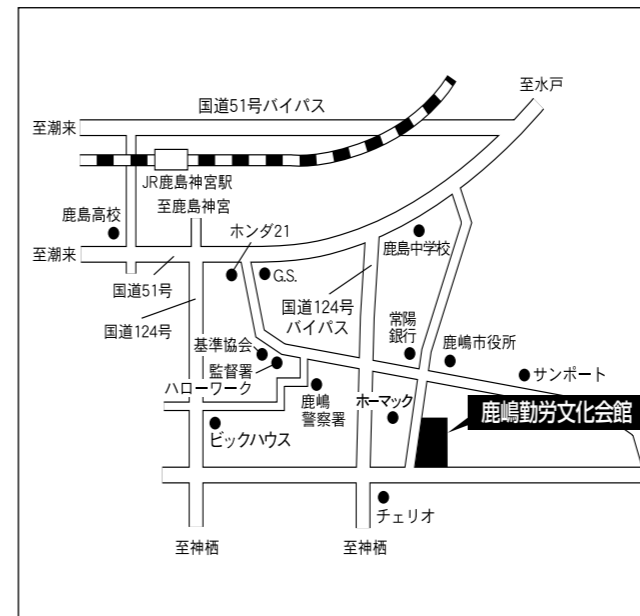 至水戸
国道51号バイパス
至潮来
JR鹿島神宮駅
至鹿島神宮
鹿島高校
ホンダ21
鹿島中学校
至潮来
G.S.
国道51号
国道124号
バイパス
国道124号
常陽
銀行
基準協会
鹿嶋市役所
監督署
ハローワーク
サンポート
鹿嶋
警察署
ホーマック
鹿嶋勤労文化会館
ビックハウス
チェリオ
至神栖
至神栖